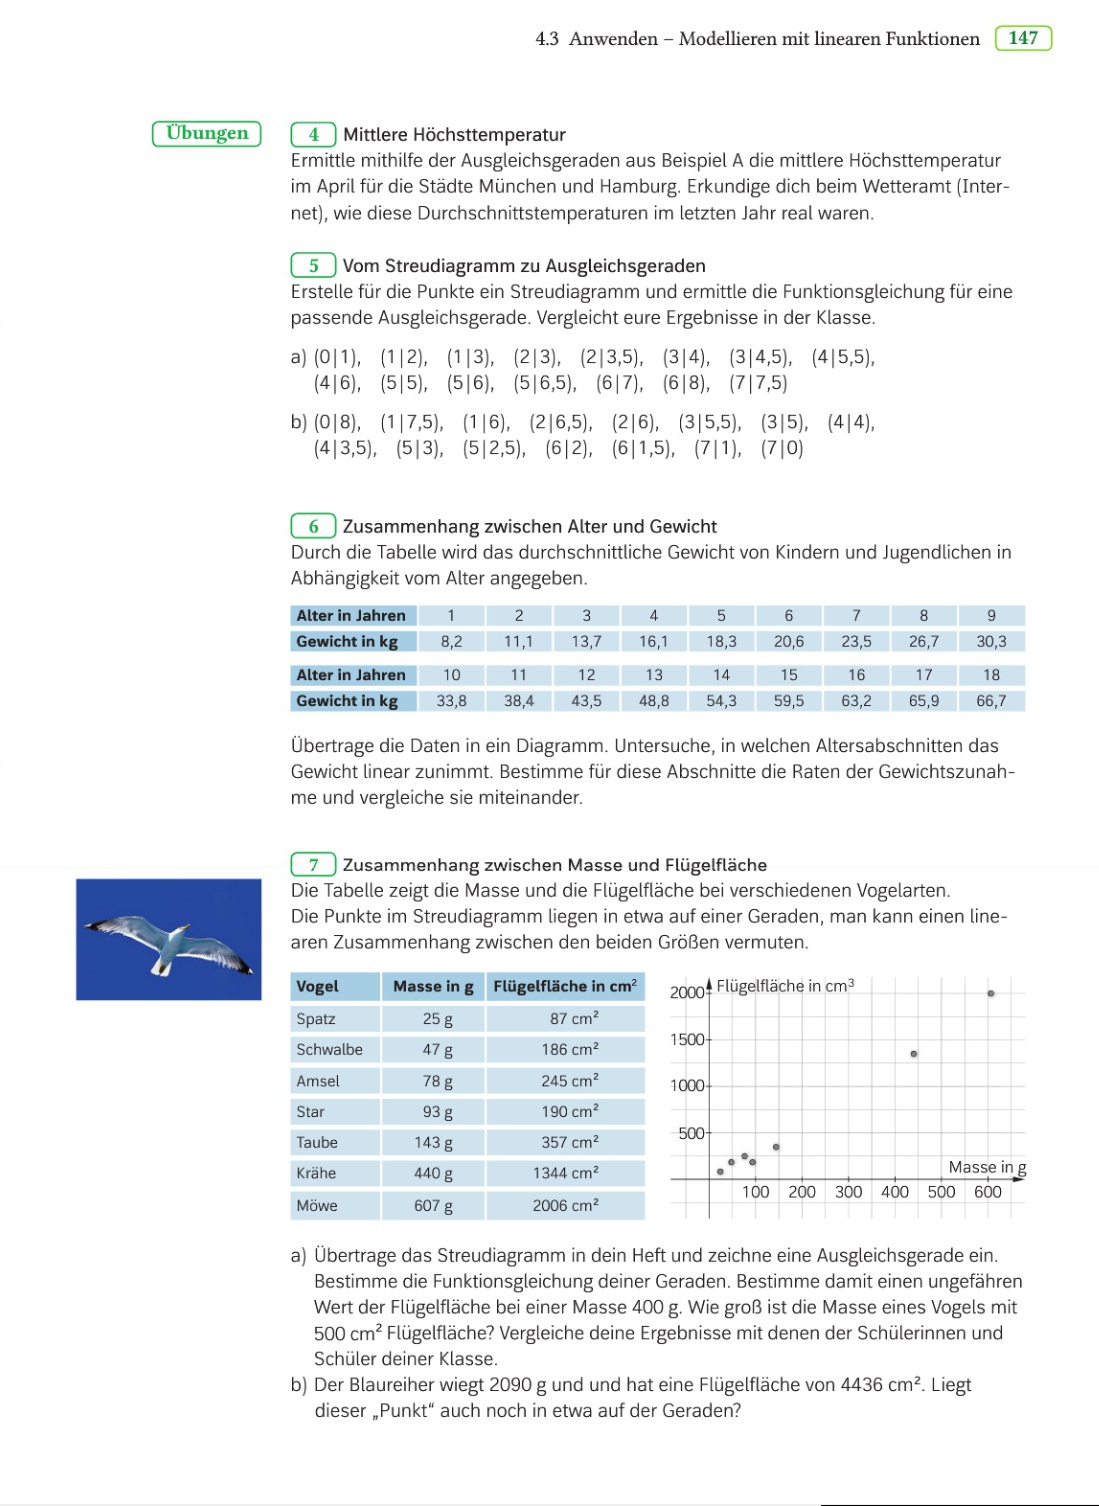 4.3 Anwenden – Modellieren mit linearen Funktionen 147
Übungen
4 Mittlere Höchsttemperatur
Ermittle mithilfe der Ausgleichsgeraden aus Beispiel A die mittlere Höchsttemperatur
im April für die Städte München und Hamburg. Erkundige dich beim Wetteramt (Inter-
net), wie diese Durchschnittstemperaturen im letzten Jahr real waren.
5 Vom Streudiagramm zu Ausgleichsgeraden
Erstelle für die Punkte ein Streudiagramm und ermittle die Funktionsgleichung für eine
passende Ausgleichsgerade. Vergleicht eure Ergebnisse in der Klasse.
a) (0|1), (1|2), (1|3), (2|3), (2|3,5), (3|4), (3|4,5), (4|5,5),
(4|6), (5|5), (5|6), (5|6,5), (6|7), (6|8), (7|7,5)
b) (0|8), (1|7,5), (1|6), (2|6,5), (2|6), (3|5,5), (3|5), (4|4),
(4|3,5), (5|3), (5|2,5), (6|2), (6|1,5), (7|1), (7|0)
6 Zusammenhang zwischen Alter und Gewicht
Durch die Tabelle wird das durchschnittliche Gewicht von Kindern und Jugendlichen in
Abhängigkeit vom Alter angegeben.
Alter in Jahren 1 2 3 4 5 6 7 8 9
Gewicht in kg 8,2 11,1 13,7 16,1 18,3 20,6 23,5 26,7 30,3
Alter in Jahren 10 11 12 13 14 15 16 17 18
Gewicht in kg 33,8 38,4 43,5 48,8 54,3 59,5 63,2 65,9 66,7
Übertrage die Daten in ein Diagramm. Untersuche, in welchen Altersabschnitten das
Gewicht linear zunimmt. Bestimme für diese Abschnitte die Raten der Gewichtszunah-
me und vergleiche sie miteinander.
7 Zusammenhang zwischen Masse und Flügelfläche
Die Tabelle zeigt die Masse und die Flügelfläche bei verschiedenen Vogelarten.
Die Punkte im Streudiagramm liegen in etwa auf einer Geraden, man kann einen line-
aren Zusammenhang zwischen den beiden Größen vermuten.
Vogel Masse in g Flügelfläche in cm²
Spatz 25 g 87 cm²
Schwalbe 47 g 186 cm²
Amsel 78 g 245 cm²
Star 93 g 190 cm²
Taube 143 g 357 cm²
Krähe 440 g 1344 cm²
Möwe 607 g 2006 cm²
2000 Flügelfläche in cm³
1500
1000
500
Masse in g
100 200 300 400 500 600
a) Übertrage das Streudiagramm in dein Heft und zeichne eine Ausgleichsgerade ein.
Bestimme die Funktionsgleichung deiner Geraden. Bestimme damit einen ungefähren
Wert der Flügelfläche bei einer Masse 400 g. Wie groß ist die Masse eines Vogels mit
500 cm² Flügelfläche? Vergleiche deine Ergebnisse mit denen der Schülerinnen und
Schüler deiner Klasse.
b) Der Blaureiher wiegt 2090 g und und hat eine Flügelfläche von 4436 cm². Liegt
dieser „Punkt“ auch noch in etwa auf der Geraden?